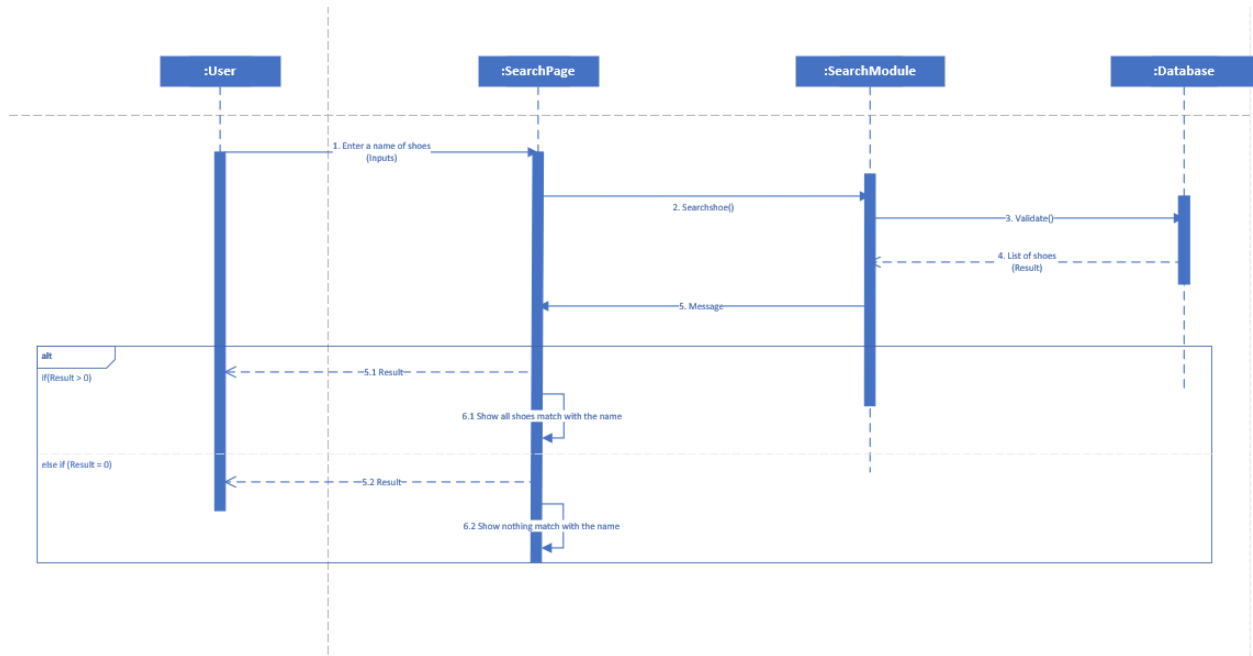 :User
:SearchPage
:SearchModule
:Database
1. Enter a name of shoes
(Inputs)
2. Searchshoe()
3. Validate()
4. List of shoes
(Result)
5. Message
alt
if(Result > 0)
5.1 Result
6.1 Show all shoes match with the name
else if (Result = 0)
5.2 Result
6.2 Show nothing match with the name